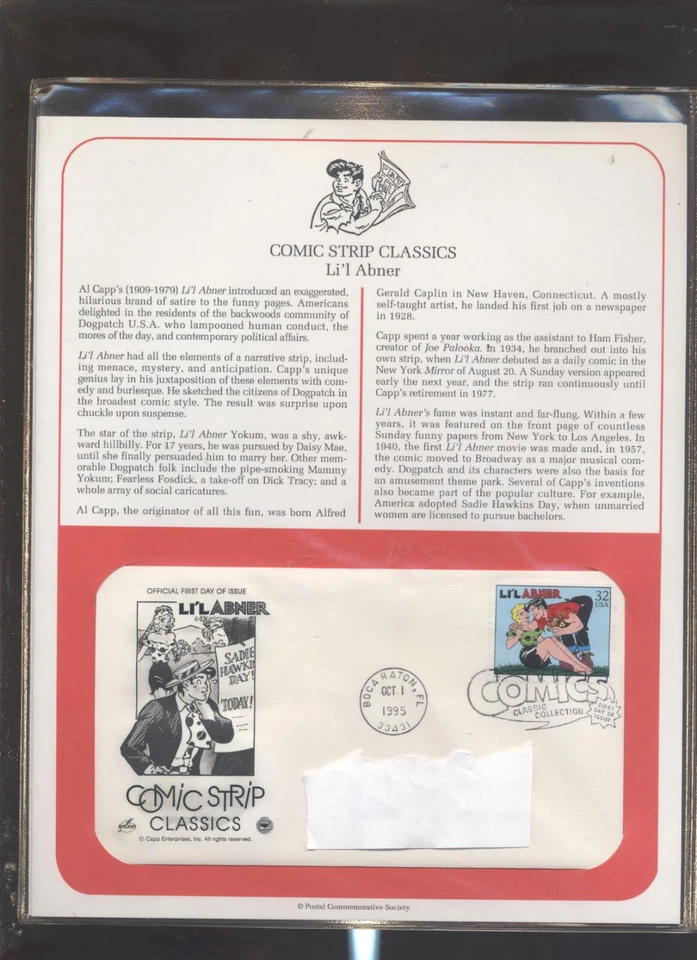 COMIC STRIP CLASSICS
Li'l Abner
Al Capp's (1909-1979) Li'l Abner introduced an exaggerated,
hilarious brand of satire to the funny pages. Americans
delighted in the residents of the backwoods community of
Dogpatch U.S.A. who lampooned human conduct, the
mores of the day, and contemporary political affairs.
Li'l Abner had all the elements of a narrative strip, includ-
ing menace, mystery, and anticipation. Capp's unique
genius lay in his juxtaposition of these elements with com-
edy and burlesque. He sketched the citizens of Dogpatch in
the broadest comic style. The result was surprise upon
chuckle upon suspense.
The star of the strip, Li'l Abner Yokum, was a shy, awk-
ward hillbilly. For 17 years, he was pursued by Daisy Mae,
until she finally persuaded him to marry her. Other mem-
orable Dogpatch folk include the pipe-smoking Mammy
Yokum; Fearless Fosdick, a take-off on Dick Tracy; and a
whole array of social caricatures.
Al Capp, the originator of all this fun, was born Alfred
Gerald Caplin in New Haven, Connecticut. A mostly
self-taught artist, he landed his first job on a newspaper
in 1928.
Capp spent a year working as the assistant to Ham Fisher,
creator of Joe Palooka. In 1934, he branched out into his
own strip, when Li'l Abner debuted as a daily comic in the
New York Mirror of August 20. A Sunday version appeared
early the next year, and the strip ran continuously until
Capp's retirement in 1977.
Li'l Abner's fame was instant and far-flung. Within a few
years, it was featured on the front page of countless
Sunday funny papers from New York to Los Angeles. In
1940, the first Li'l Abner movie was made and, in 1957,
the comic moved to Broadway as a major musical com-
edy. Dogpatch and its characters were also the basis for
an amusement theme park. Several of Capp's inventions
also became part of the popular culture. For example,
America adopted Sadie Hawkins Day, when unmarried
women are licensed to pursue bachelors.
OFFICIAL FIRST DAY OF ISSUE
LI'L ABNER
SADIE
HAWKINS
DAY!
TODAY!
COMIC STRIP
CLASSICS
© Capp Enterprises, Inc. All rights reserved.
BOCA RATON, FL
OCT 1
1995
33431
LI'L ABNER
32
USA
COMICS
CLASSIC
COLLECTION
FIRST
DAY OF
ISSUE
© Postal Commemorative Society